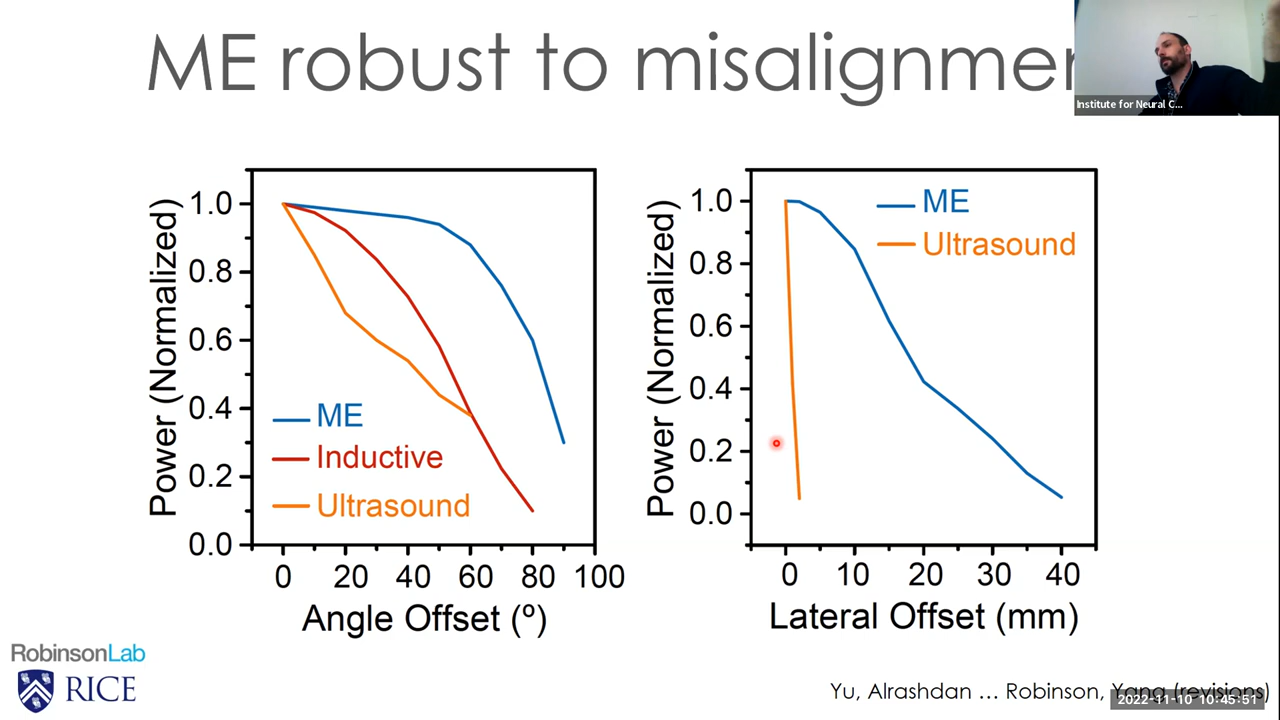 ME robust to misalignmen
Institute for Neural C...
Power (Normalized)
1.0
0.8
0.6
0.4
0.2
0.0
ME
Inductive
Ultrasound
0 20 40 60 80 100
Angle Offset (º)
Power (Normalized)
1.0
0.8
0.6
0.4
0.2
0.0
ME
Ultrasound
0 10 20 30 40
Lateral Offset (mm)
RobinsonLab
RICE
Yu, Alrashdan ... Robinson, Yang (revisions)
2022-11-10 10:45:51